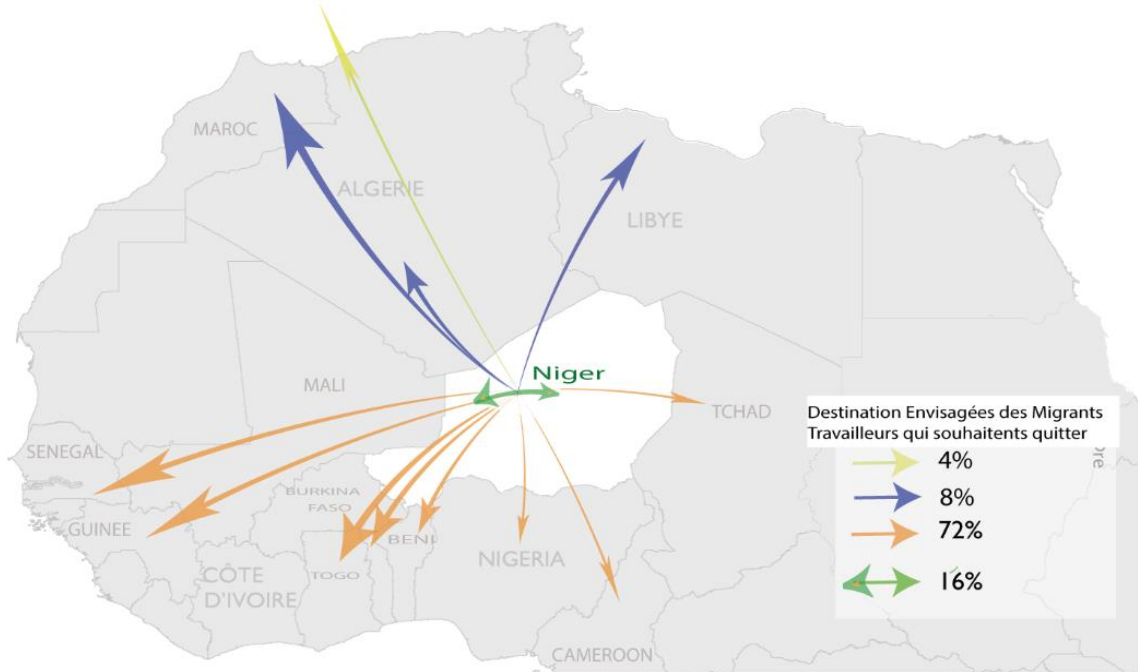 MAROC
ALGERIE
LIBYE
Niger
MALI
TCHAD
SENEGAL
BURKINA
FASO
GUINEE
BENI
NIGERIA
CÔTE
D'IVOIRE
TOGO
CAMEROON
Destination Envisagées des Migrants
Travailleurs qui souhaitents quitter
4%
8%
72%
16%